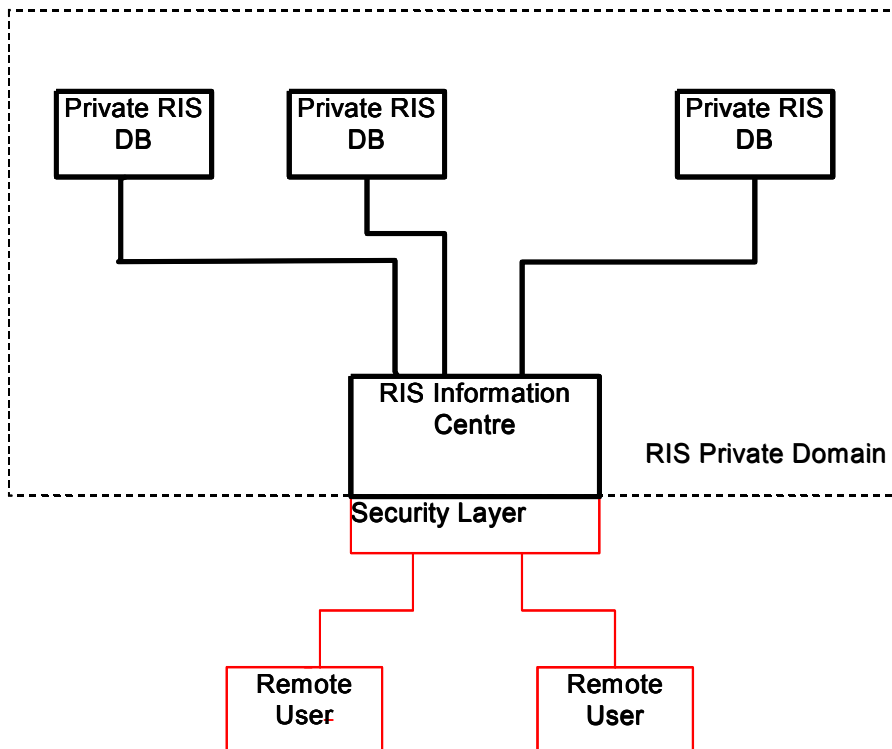 Private RIS
DB
Private RIS
DB
Private RIS
DB
RIS Information
Centre
RIS Private Domain
Security Layer
Remote
User
Remote
User